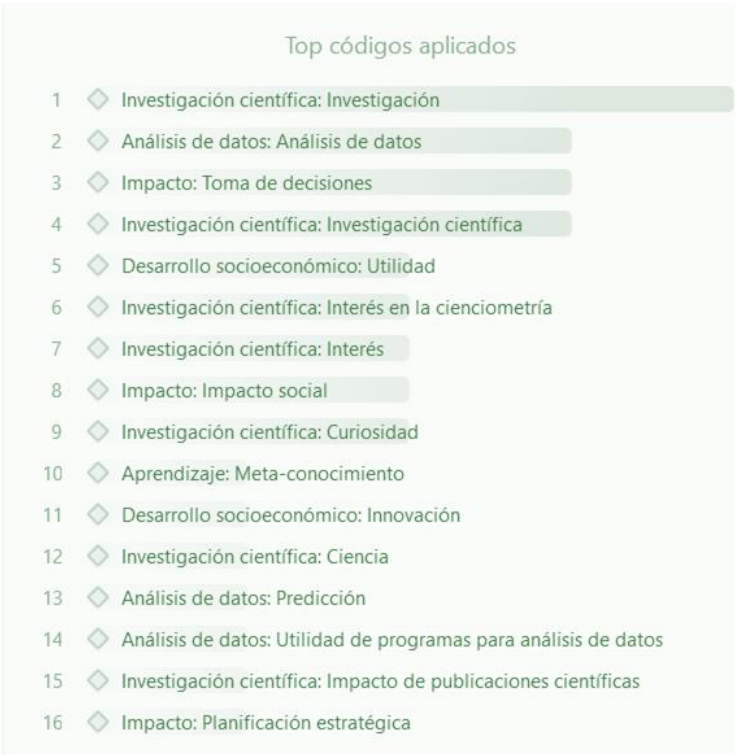 Top códigos aplicados
1 Investigación científica: Investigación
2 Análisis de datos: Análisis de datos
3 Impacto: Toma de decisiones
4 Investigación científica: Investigación científica
5 Desarrollo socioeconómico: Utilidad
6 Investigación científica: Interés en la cienciometría
7 Investigación científica: Interés
8 Impacto: Impacto social
9 Investigación científica: Curiosidad
10 Aprendizaje: Meta-conocimiento
11 Desarrollo socioeconómico: Innovación
12 Investigación científica: Ciencia
13 Análisis de datos: Predicción
14 Análisis de datos: Utilidad de programas para análisis de datos
15 Investigación científica: Impacto de publicaciones científicas
16 Impacto: Planificación estratégica